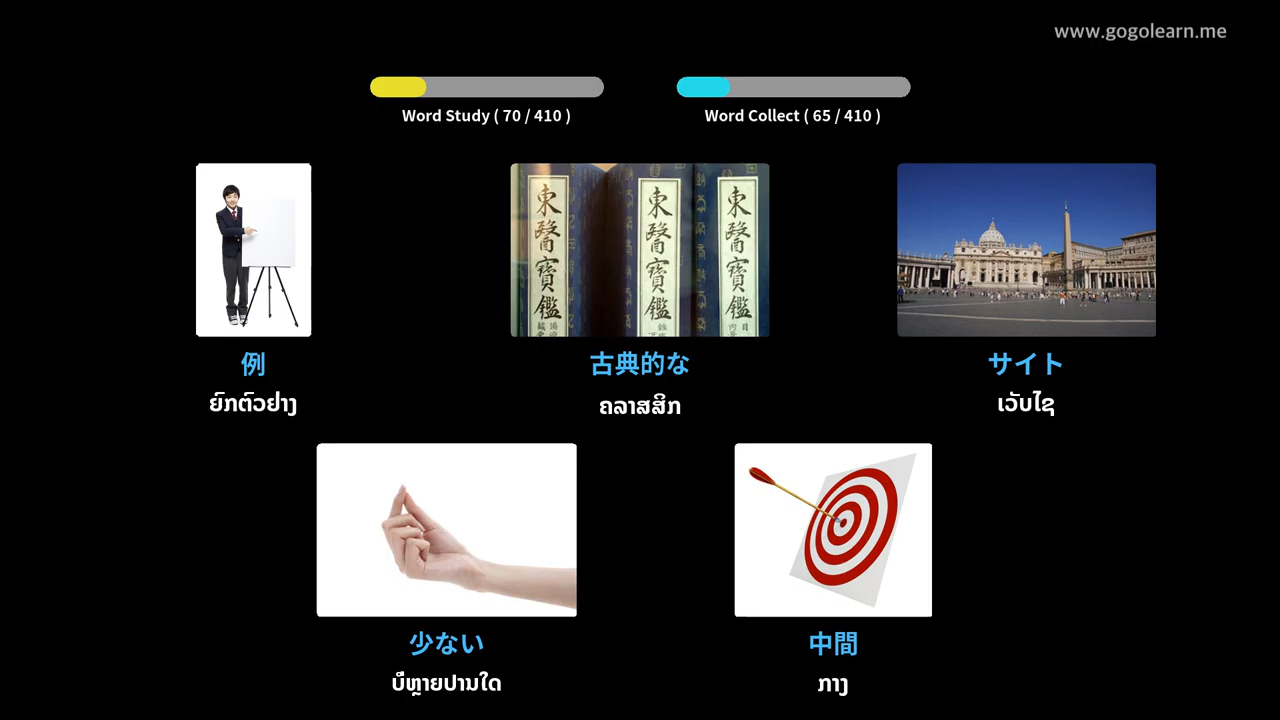 www.gogolearn.me
Word Study ( 70 / 410 )
Word Collect ( 65 / 410 )
東醫寶鑑
東醫寶鑑
東醫寶鑑
例
ຍົກຕົວຢ່າງ
古典的な
ຄລາສສິກ
サイト
ເວັບໄຊ
少ない
ບໍ່ຫຼາຍປານໃດ
中間
ກາງ